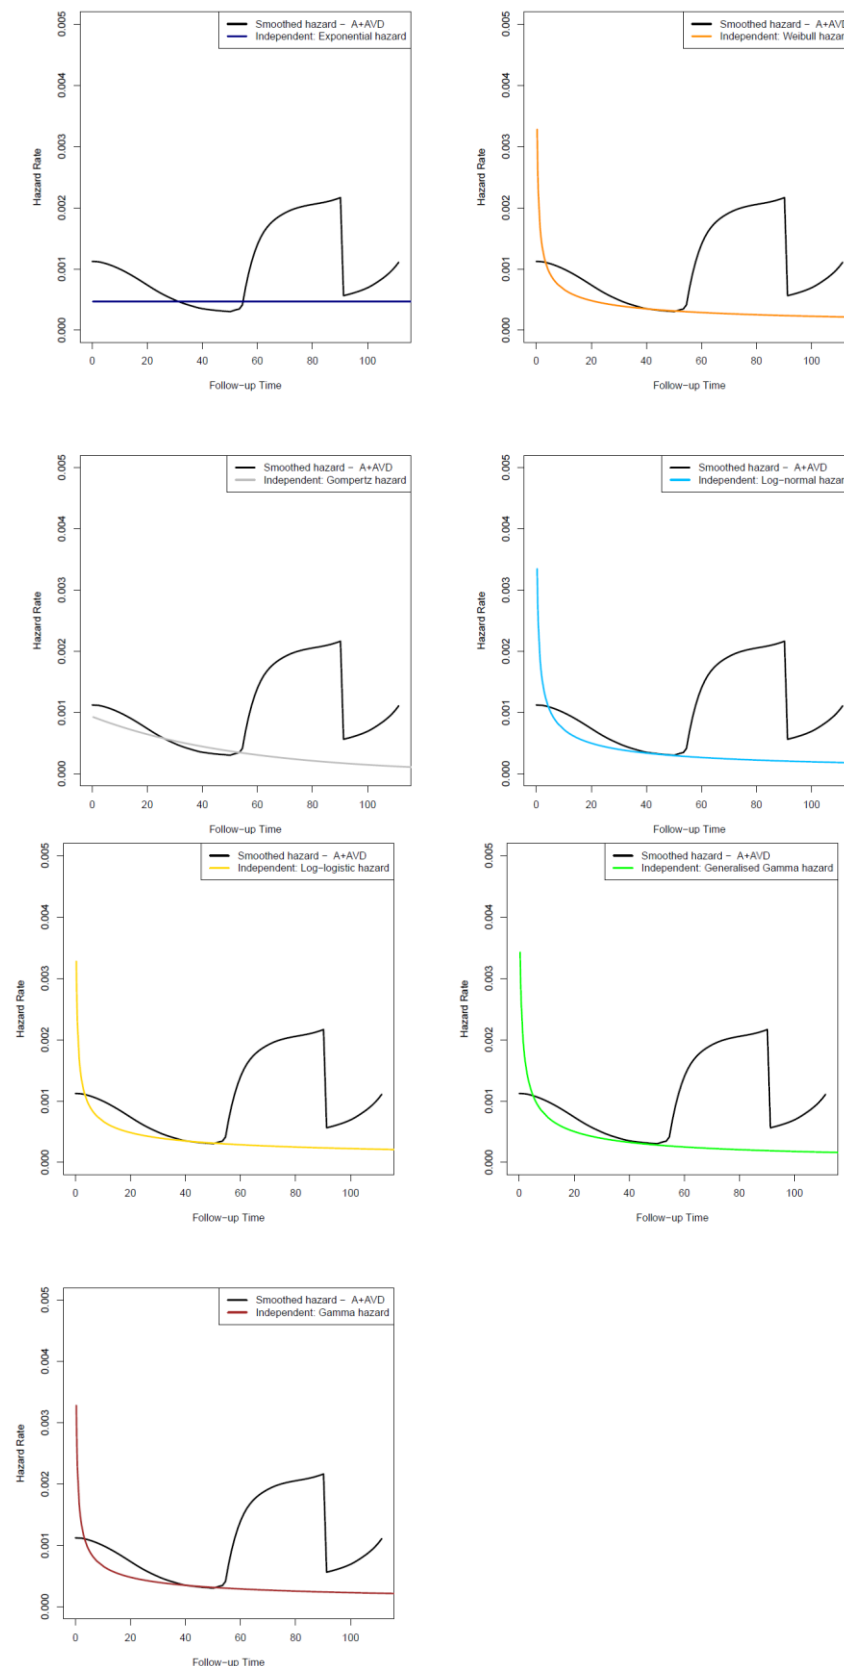 Smoothed hazard − A+AVD
Independent: Exponential hazard
Hazard Rate
0.005
0.004
0.003
0.002
0.001
0.000
0 20 40 60 80 100
Follow−up Time
Smoothed hazard − A+AVD
Independent: Weibull hazar
Hazard Rate
0.005
0.004
0.003
0.002
0.001
0.000
0 20 40 60 80 100
Follow−up Time
Smoothed hazard − A+AVD
Independent: Gompertz hazard
Hazard Rate
0.005
0.004
0.003
0.002
0.001
0.000
0 20 40 60 80 100
Follow−up Time
Smoothed hazard − A+AVD
Independent: Log−normal hazar
Hazard Rate
0.005
0.004
0.003
0.002
0.001
0.000
0 20 40 60 80 100
Follow−up Time
Smoothed hazard − A+AVD
Independent: Log−logistic hazard
Hazard Rate
0.005
0.004
0.003
0.002
0.001
0.000
0 20 40 60 80 100
Follow−up Time
Smoothed hazard − A+AVD
Independent: Generalised Gamma hazard
Hazard Rate
0.005
0.004
0.003
0.002
0.001
0.000
0 20 40 60 80 100
Follow−up Time
Smoothed hazard − A+AVD
Independent: Gamma hazard
Hazard Rate
0.005
0.004
0.003
0.002
0.001
0.000
0 20 40 60 80 100
Follow−up Time